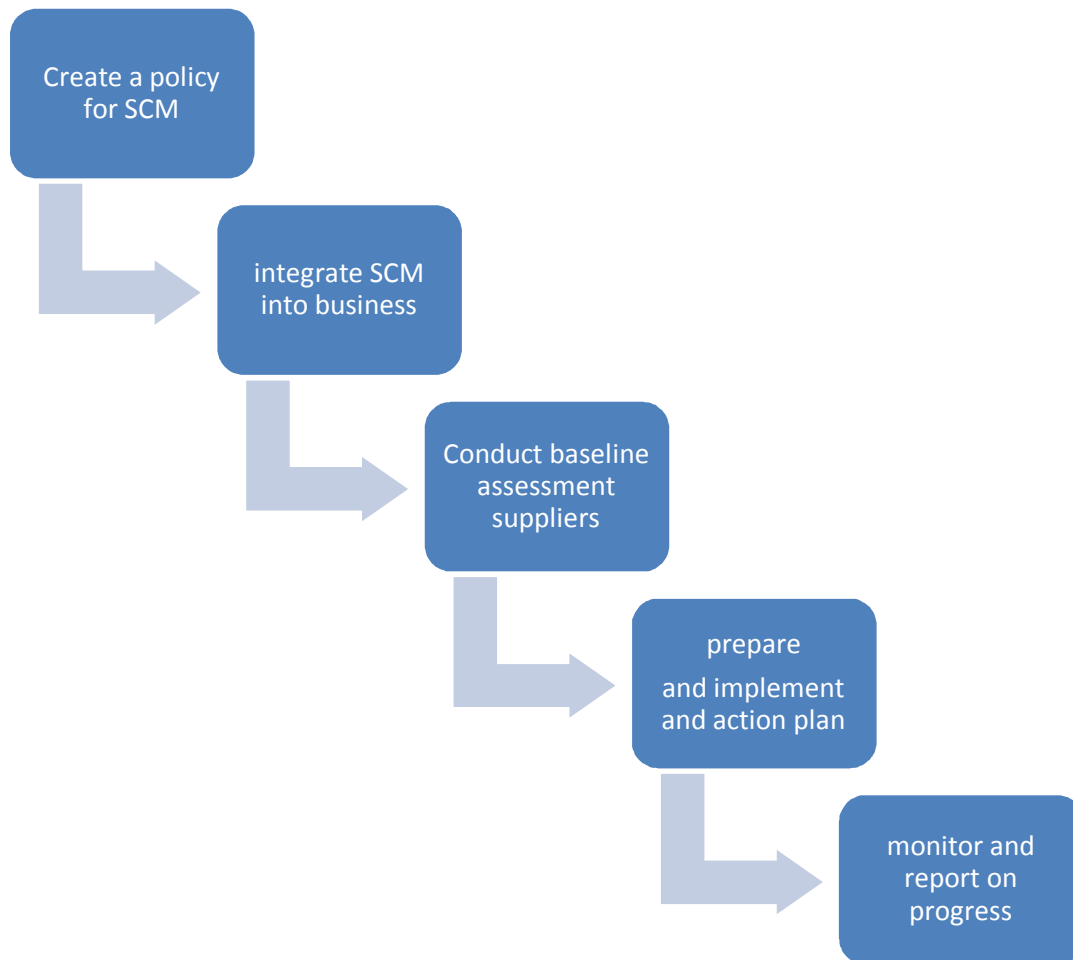 Create a policy
for SCM
integrate SCM
into business
Conduct baseline
assessment
suppliers
prepare
and implement
and action plan
monitor and
report on
progress